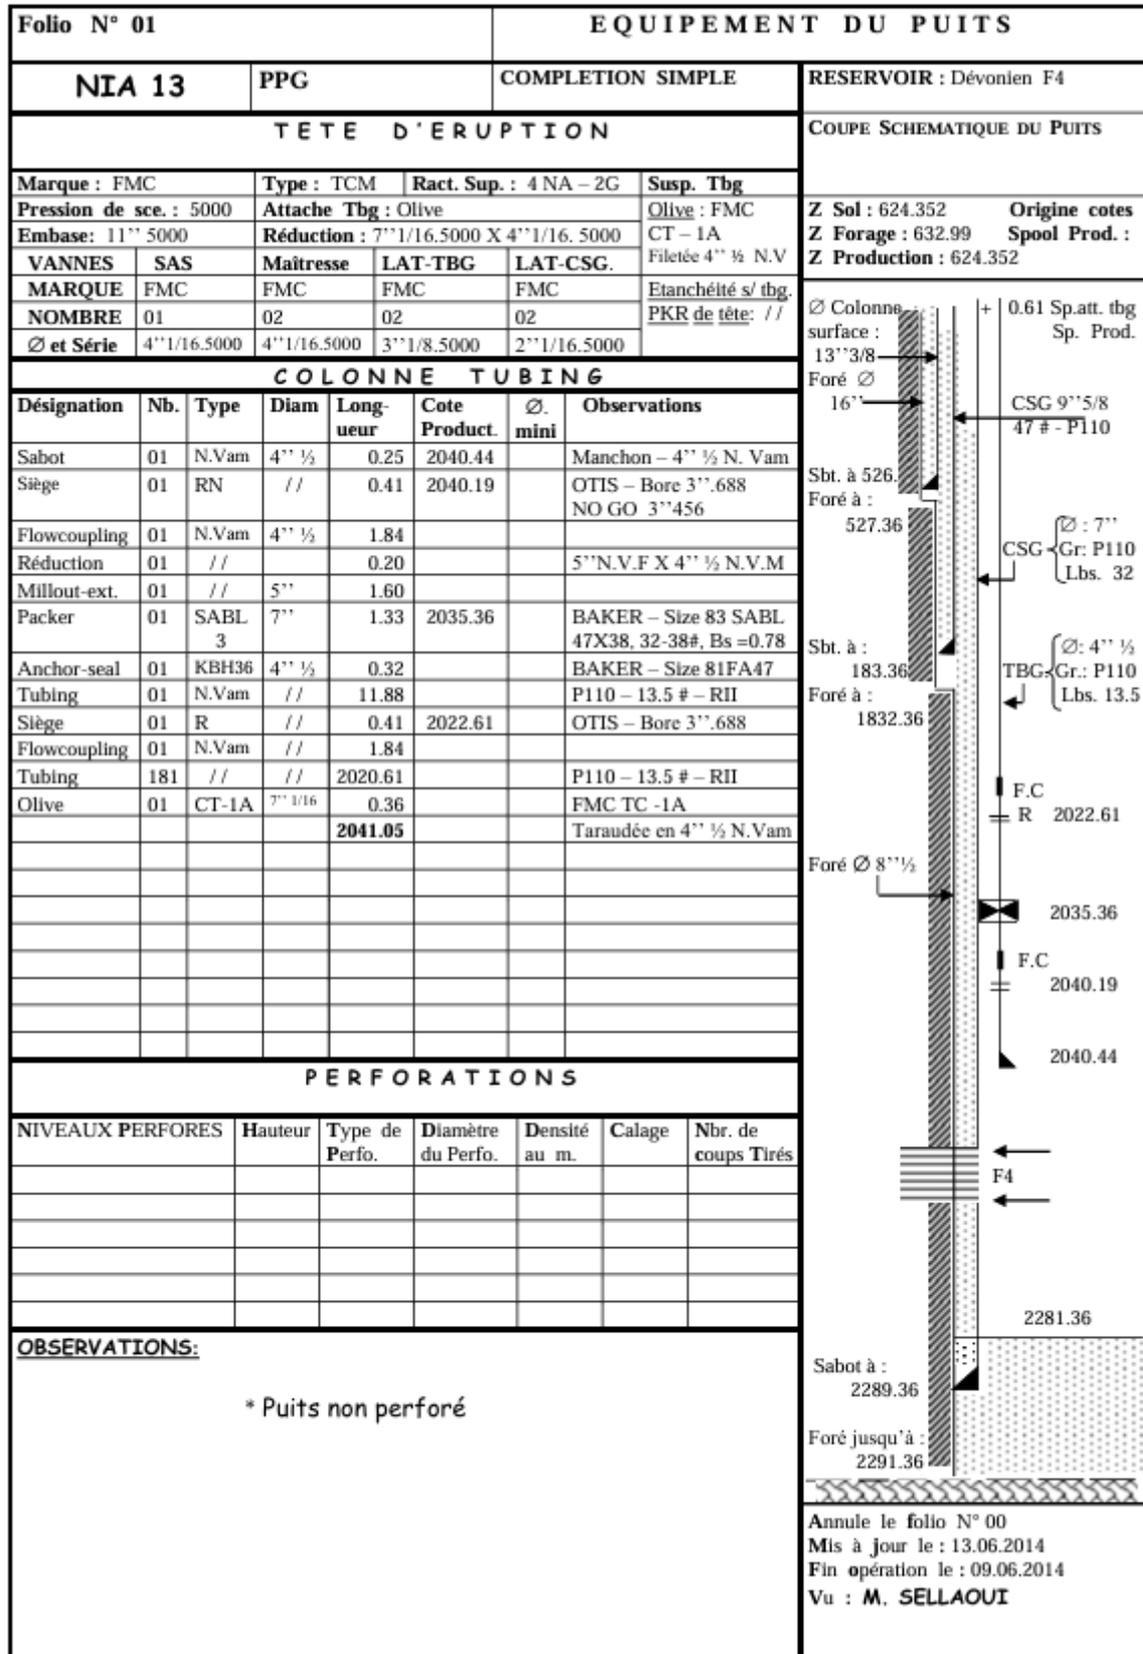 Folio N° 01
EQUIPEMENT DU PUITS
NIA 13
PPG
COMPLETION SIMPLE
RESERVOIR : Dévonien F4
TETE D'ERUPTION
COUPE SCHEMATIQUE DU PUITS
Marque : FMC Type : TCM Ract. Sup. : 4 NA – 2G Susp. Tbg
Pression de sce. : 5000 Attache Tbg : Olive Olive : FMC
Embase: 11'' 5000 Réduction : 7''1/16.5000 X 4''1/16. 5000 CT – 1A
VANNES SAS Maîtresse LAT-TBG LAT-CSG. Filetée 4'' ½ N.V
MARQUE FMC FMC FMC FMC Etanchéité s/ tbg.
NOMBRE 01 02 02 02 PKR de tête: //
Ø et Série 4''1/16.5000 4''1/16.5000 3''1/8.5000 2''1/16.5000
Z Sol : 624.352 Origine cotes
Z Forage : 632.99 Spool Prod. :
Z Production : 624.352
COLONNE TUBING
Désignation Nb. Type Diam Long- Cote Ø. Observations
ueur Product. mini
Sabot 01 N.Vam 4'' ½ 0.25 2040.44 Manchon – 4'' ½ N. Vam
Siège 01 RN // 0.41 2040.19 OTIS – Bore 3''.688
NO GO 3''456
Flowcoupling 01 N.Vam 4'' ½ 1.84
Réduction 01 // 0.20 5''N.V.F X 4'' ½ N.V.M
Millout-ext. 01 // 5'' 1.60
Packer 01 SABL 7'' 1.33 2035.36 BAKER – Size 83 SABL
3 47X38, 32-38#, Bs =0.78
Anchor-seal 01 KBH36 4'' ½ 0.32 BAKER – Size 81FA47
Tubing 01 N.Vam // 11.88 P110 – 13.5 # – RII
Siège 01 R // 0.41 2022.61 OTIS – Bore 3''.688
Flowcoupling 01 N.Vam // 1.84
Tubing 181 // // 2020.61 P110 – 13.5 # – RII
Olive 01 CT-1A 7'' 1/16 0.36 FMC TC -1A
2041.05 Taraudée en 4'' ½ N.Vam
PERFORATIONS
NIVEAUX PERFORES Hauteur Type de Diamètre Densité Calage Nbr. de
Perfo. du Perfo. au m. coups Tirés
OBSERVATIONS:
* Puits non perforé
Ø Colonne + 0.61 Sp.att. tbg
surface : Sp. Prod.
13''3/8
Foré Ø
16'' CSG 9''5/8
47 # - P110
Sbt. à 526.
Foré à :
527.36 Ø : 7''
CSG Gr: P110
Lbs. 32
Sbt. à : Ø: 4'' ½
183.36 TBG Gr.: P110
Foré à : Lbs. 13.5
1832.36
F.C
R 2022.61
Foré Ø 8''½
2035.36
F.C
2040.19
2040.44
F4
2281.36
Sabot à :
2289.36
Foré jusqu'à :
2291.36
Annule le folio N° 00
Mis à jour le : 13.06.2014
Fin opération le : 09.06.2014
Vu : M. SELLAOUI